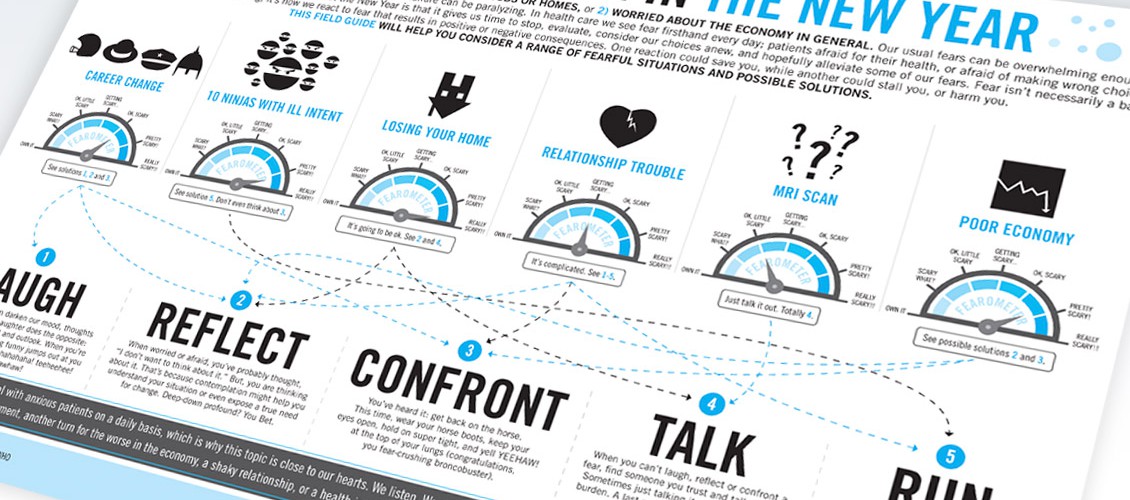 IN THE NEW YEAR
OR HOMES, or 2) WORRIED ABOUT THE ECONOMY IN GENERAL. Our usual fears can be overwhelming
can be paralyzing. In health care we see fear firsthand every day; patients afraid for their health, or afraid of making wrong
the New Year is that it gives us time to stop, evaluate, consider our choices anew, and hopefully alleviate some of our fears. Fear isn't necessarily a
how we react to fear that results in positive or negative consequences. One reaction could save you, while another could stall you, or harm you.
THIS FIELD GUIDE WILL HELP YOU CONSIDER A RANGE OF FEARFUL SITUATIONS AND POSSIBLE SOLUTIONS.
CAREER CHANGE
OWN IT
SCARY WHAT?
OK, LITTLE SCARY
GETTING SCARY...
OK, SCARY
PRETTY SCARY!
REALLY SCARY!!
FEAROMETER
See solutions 1, 2 and 3.
10 NINJAS WITH ILL INTENT
OWN IT
SCARY WHAT?
OK, LITTLE SCARY
GETTING SCARY...
OK, SCARY
PRETTY SCARY!
REALLY SCARY!!
FEAROMETER
See solution 5. Don't even think about 3.
LOSING YOUR HOME
OWN IT
SCARY WHAT?
OK, LITTLE SCARY
GETTING SCARY...
OK, SCARY
PRETTY SCARY!
REALLY SCARY!!
FEAROMETER
It's going to be ok. See 2 and 4.
RELATIONSHIP TROUBLE
OWN IT
SCARY WHAT?
OK, LITTLE SCARY
GETTING SCARY...
OK, SCARY
PRETTY SCARY!
REALLY SCARY!!
FEAROMETER
It's complicated. See 1-5.
? ? ? ? ?
MRI SCAN
OWN IT
SCARY WHAT?
OK, LITTLE SCARY
GETTING SCARY...
OK, SCARY
PRETTY SCARY!
REALLY SCARY!!
FEAROMETER
Just talk it out. Totally 4.
POOR ECONOMY
OWN IT
SCARY WHAT?
OK, LITTLE SCARY
GETTING SCARY...
OK, SCARY
PRETTY SCARY!
REALLY SCARY!!
FEAROMETER
See possible solutions 2 and 3.
1
AUGH
n darken our mood, thoughts
aughter does the opposite:
and outlook. When you're
ng funny jumps out at you
hahahaha! teeheehee!
awhaw!
2
REFLECT
When worried or afraid, you've probably thought,
"I don't want to think about it." But, you are thinking
about it. That's because contemplation might help you
understand your situation or even expose a true need
for change. Deep-down profound? You Bet.
3
CONFRONT
You've heard it: get back on the horse.
This time, wear your horse boots, keep your
eyes open, hold on super tight, and yell YEEHAW!
at the top of your lungs (congratulations,
you fear-crushing broncobuster).
4
TALK
When you can't laugh, reflect or confront a
fear, find someone you trust and
Sometimes just talking
burden. A
5
RUN
with anxious patients on a daily basis, which is why this topic is close to our hearts. We listen.
ment, another turn for the worse in the economy, a shaky relationship, or a